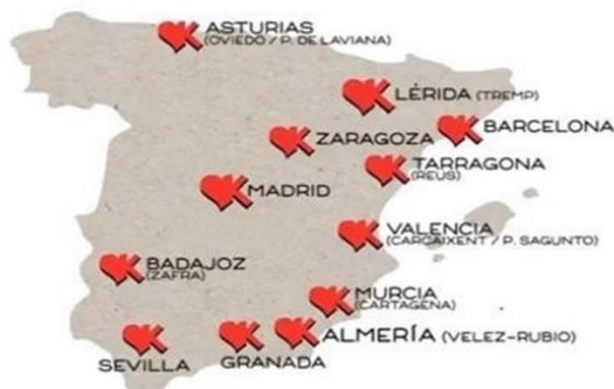 ASTURIAS
(OVIEDO / P. DE LAVIANA)
LÉRIDA (TREMP)
BARCELONA
ZARAGOZA
TARRAGONA
(REUS)
MADRID
VALENCIA
(CARCAIXENT / P. SAGUNTO)
BADAJOZ
(ZAFRA)
MURCIA
(CARTAGENA)
ALMERÍA (VELEZ-RUBIO)
SEVILLA
GRANADA